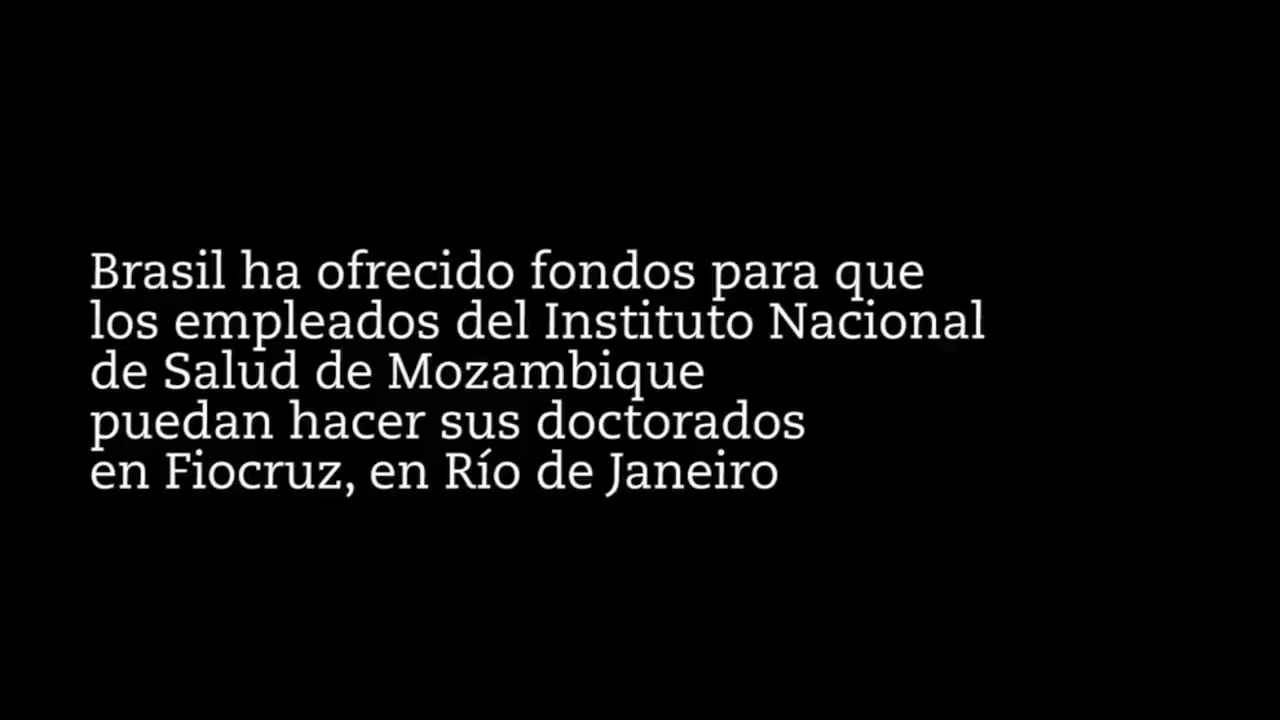 Brasil ha ofrecido fondos para que
los empleados del Instituto Nacional
de Salud de Mozambique
puedan hacer sus doctorados
en Fiocruz, en Río de Janeiro